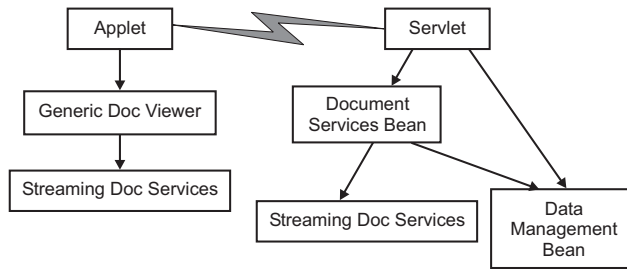 Applet
Servlet
Generic Doc Viewer
Document
Services Bean
Streaming Doc Services
Streaming Doc Services
Data
Management
Bean